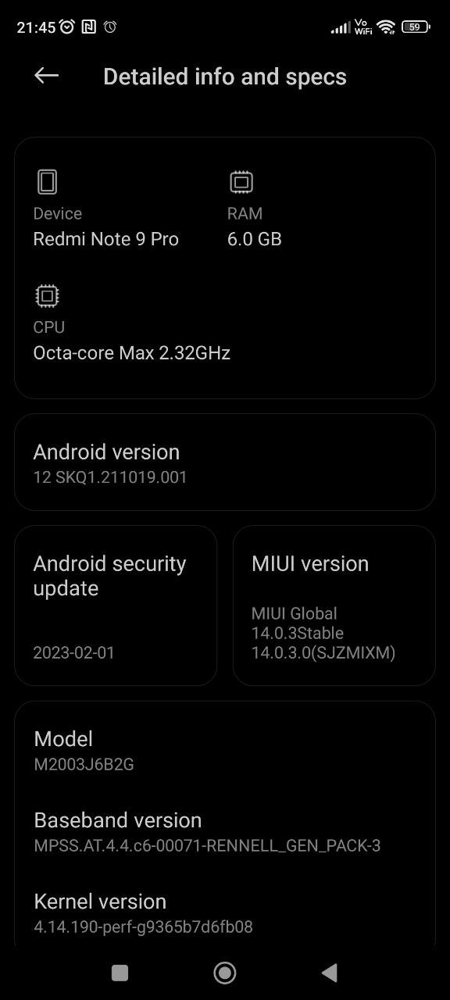 21:45
Vo
WiFi
59
Detailed info and specs
Device
RAM
Redmi Note 9 Pro
6.0 GB
CPU
Octa-core Max 2.32GHz
Android version
12 SKQ1.211019.001
Android security
update
2023-02-01
MIUI version
MIUI Global
14.0.3Stable
14.0.3.0(SJZMIXM)
Model
M2003J6B2G
Baseband version
MPSS.AT.4.4.c6-00071-RENNELL_GEN_PACK-3
Kernel version
4.14.190-perf-g9365b7d6fb08